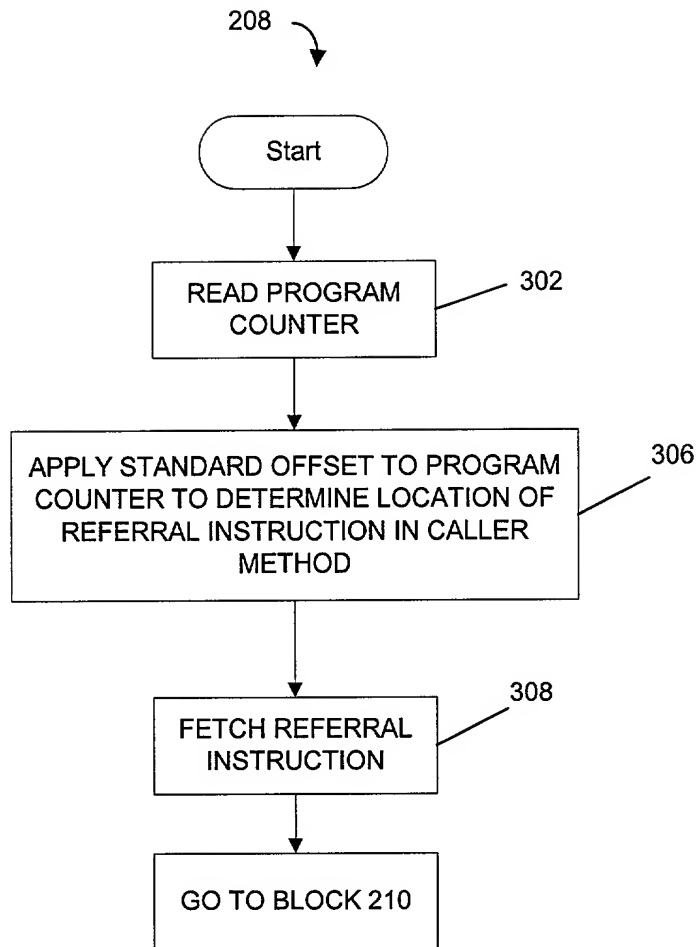 208
Start
READ PROGRAM
COUNTER
302
APPLY STANDARD OFFSET TO PROGRAM
COUNTER TO DETERMINE LOCATION OF
REFERRAL INSTRUCTION IN CALLER
METHOD
306
FETCH REFERRAL
INSTRUCTION
308
GO TO BLOCK 210